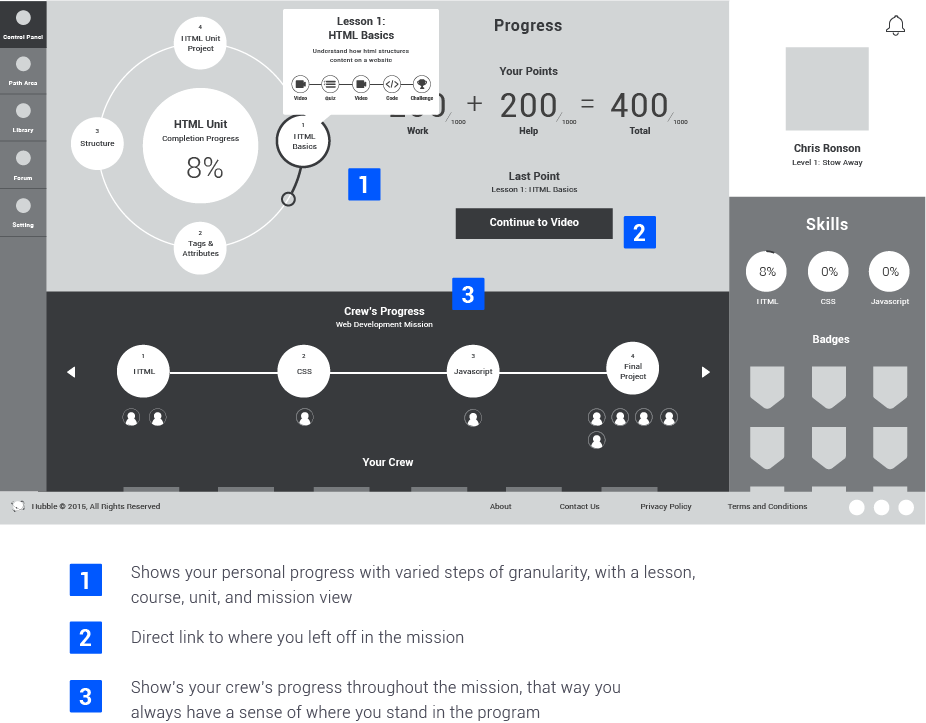 Control Panel
Path Area
Library
Forum
Setting
4
HTML Unit
Project
3
Structure
HTML Unit
Completion Progress
8%
1
HTML
Basics
2
Tags &
Attributes
Lesson 1:
HTML Basics
Understand how html structures
content on a website
Video
Quiz
Video
Code
Challenge
Progress
Your Points
200/1000 + 200/1000 = 400/1000
Work
Help
Total
1
Last Point
Lesson 1: HTML Basics
Continue to Video
2
3
Crew's Progress
Web Development Mission
1
HTML
2
CSS
3
Javascript
4
Final
Project
Your Crew
Chris Ronson
Level 1: Stow Away
Skills
8%
0%
0%
HTML
CSS
Javascript
Badges
Hubble © 2015, All Rights Reserved
About
Contact Us
Privacy Policy
Terms and Conditions
1
Shows your personal progress with varied steps of granularity, with a lesson,
course, unit, and mission view
2
Direct link to where you left off in the mission
3
Show's your crew's progress throughout the mission, that way you
always have a sense of where you stand in the program